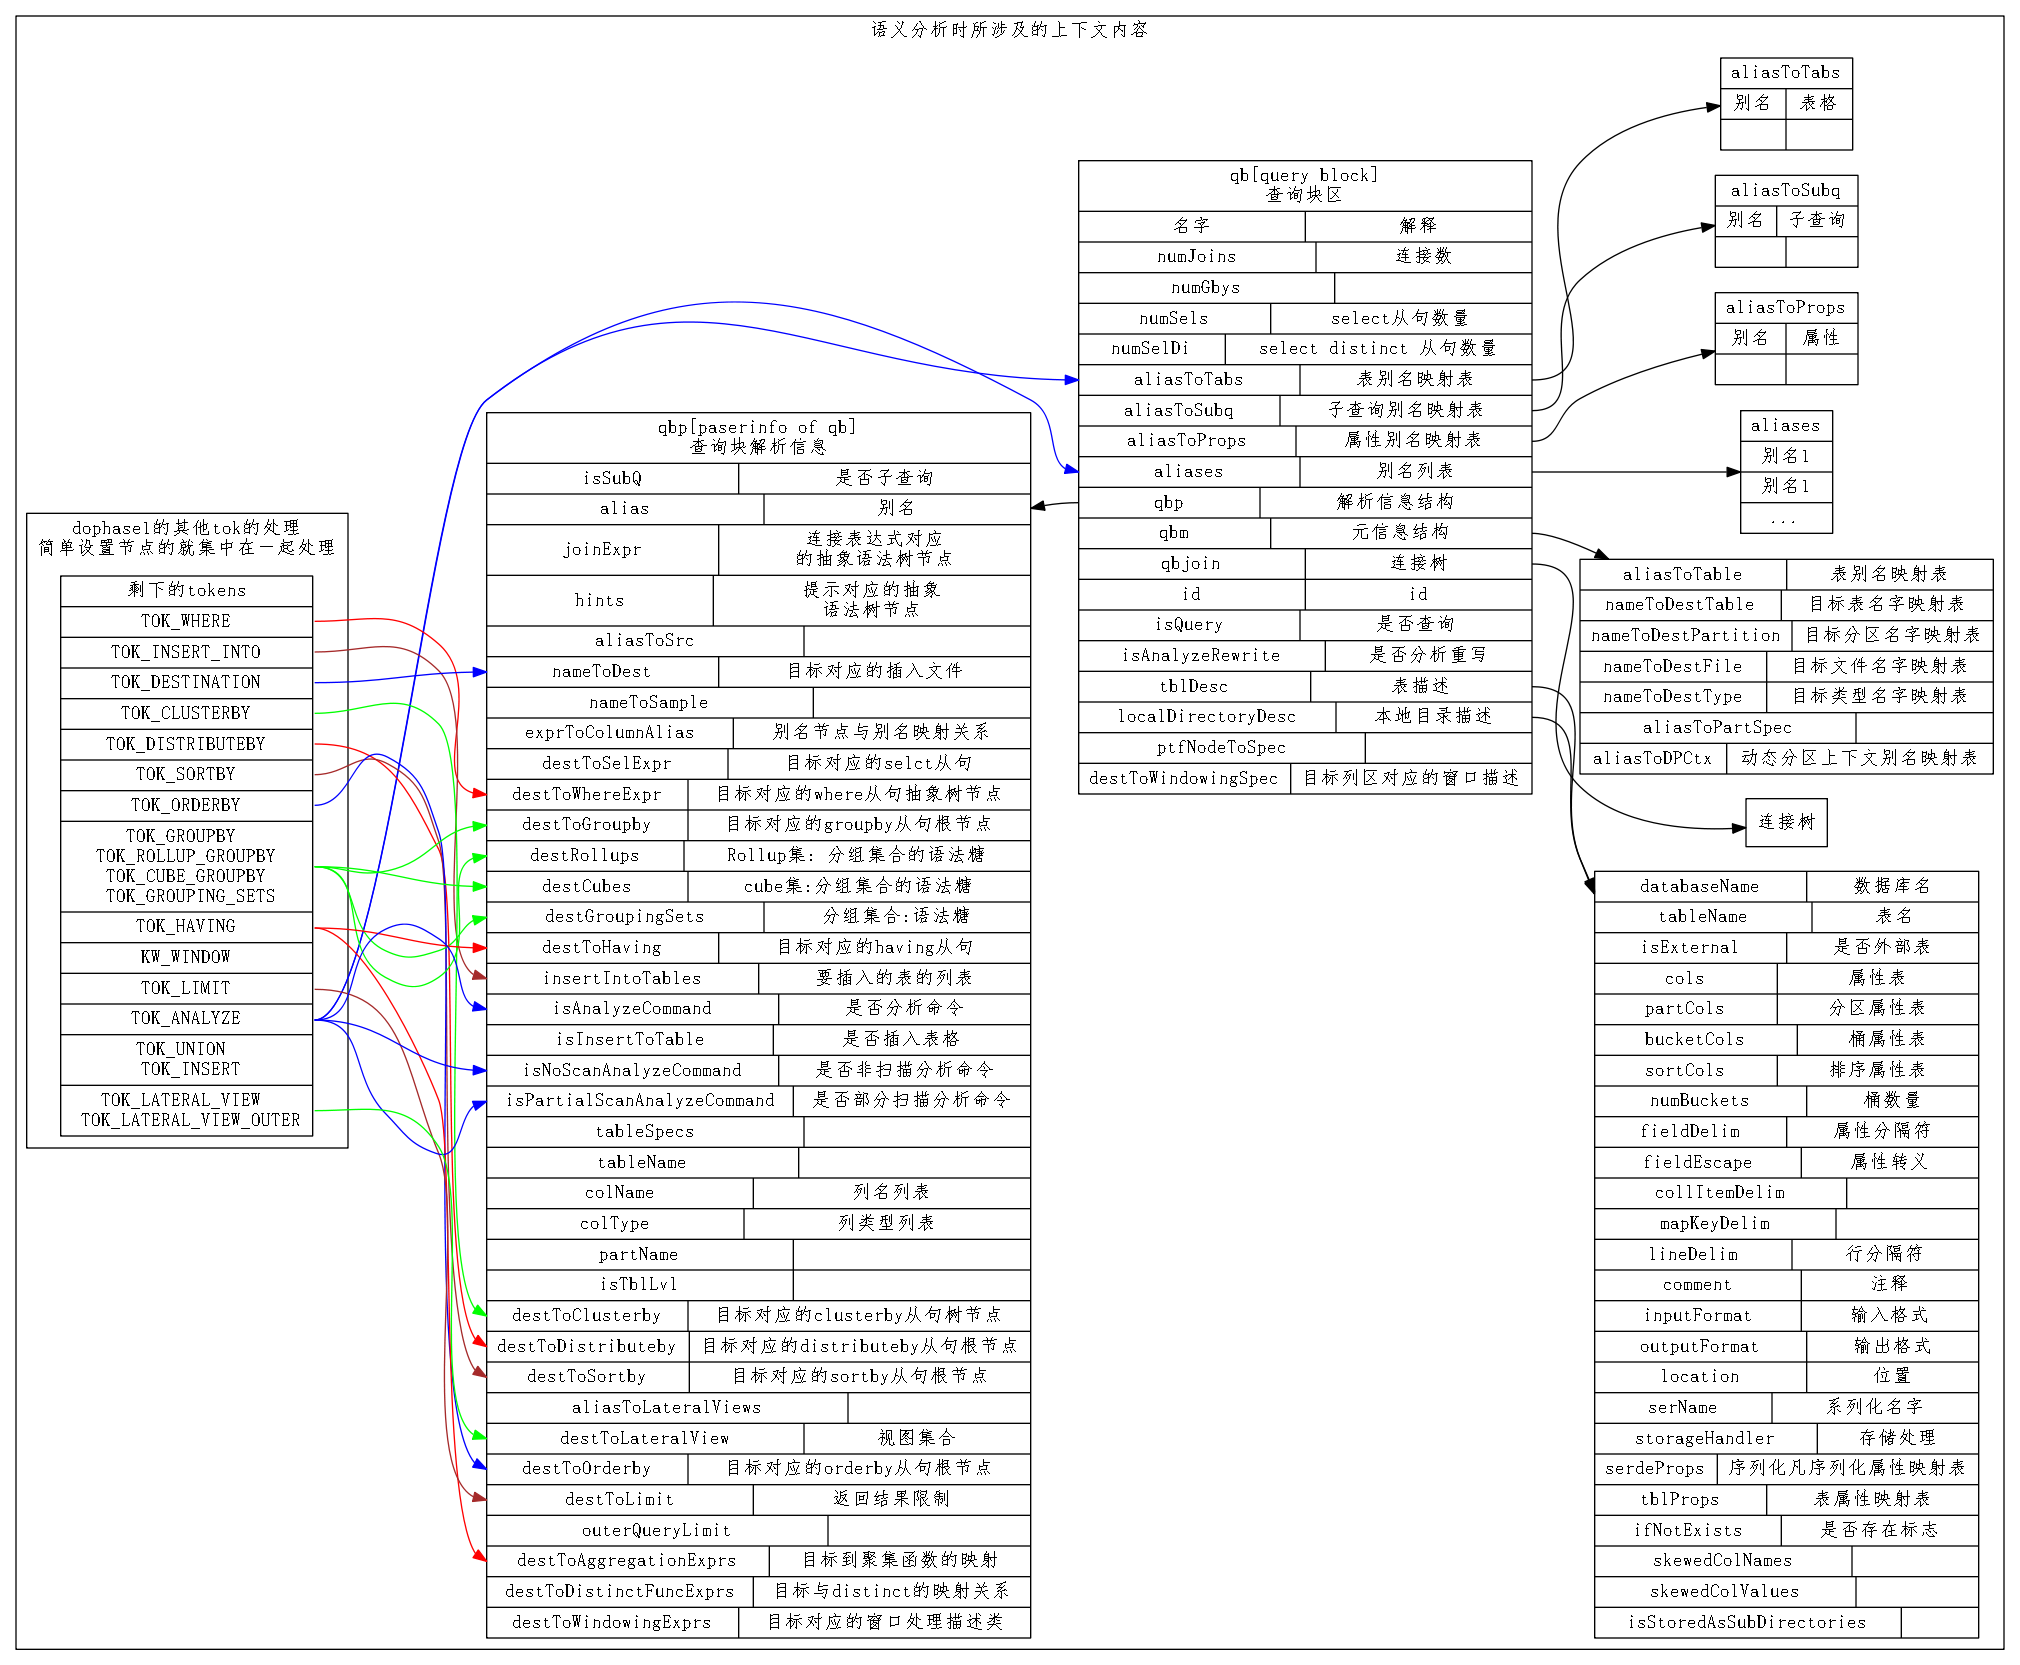 语义分析时所涉及的上下文内容
dophase1的其他tok的处理
简单设置节点的就集中在一起处理
剩下的tokens
TOK_WHERE
TOK_INSERT_INTO
TOK_DESTINATION
TOK_CLUSTERBY
TOK_DISTRIBUTEBY
TOK_SORTBY
TOK_ORDERBY
TOK_GROUPBY
TOK_ROLLUP_GROUPBY
TOK_CUBE_GROUPBY
TOK_GROUPING_SETS
TOK_HAVING
KW_WINDOW
TOK_LIMIT
TOK_ANALYZE
TOK_UNION
TOK_INSERT
TOK_LATERAL_VIEW
TOK_LATERAL_VIEW_OUTER
qbp[paserinfo of qb]
查询块解析信息
isSubQ 是否子查询
alias 别名
joinExpr 连接表达式对应
的抽象语法树节点
hints 提示对应的抽象
语法树节点
aliasToSrc
nameToDest 目标对应的插入文件
nameToSample
exprToColumnAlias 别名节点与别名映射关系
destToSelExpr 目标对应的selct从句
destToWhereExpr 目标对应的where从句抽象树节点
destToGroupby 目标对应的groupby从句根节点
destRollups Rollup集: 分组集合的语法糖
destCubes cube集:分组集合的语法糖
destGroupingSets 分组集合:语法糖
destToHaving 目标对应的having从句
insertIntoTables 要插入的表的列表
isAnalyzeCommand 是否分析命令
isInsertToTable 是否插入表格
isNoScanAnalyzeCommand 是否非扫描分析命令
isPartialScanAnalyzeCommand 是否部分扫描分析命令
tableSpecs
tableName
colName 列名列表
colType 列类型列表
partName
isTblLvl
destToClusterby 目标对应的clusterby从句树节点
destToDistributeby 目标对应的distributeby从句根节点
destToSortby 目标对应的sortby从句根节点
aliasToLateralViews
destToLateralView 视图集合
destToOrderby 目标对应的orderby从句根节点
destToLimit 返回结果限制
outerQueryLimit
destToAggregationExprs 目标到聚集函数的映射
destToDistinctFuncExprs 目标与distinct的映射关系
destToWindowingExprs 目标对应的窗口处理描述类
qb[query block]
查询块区
名字 解释
numJoins 连接数
numGbys
numSels select从句数量
numSelDi select distinct 从句数量
aliasToTabs 表别名映射表
aliasToSubq 子查询别名映射表
aliasToProps 属性别名映射表
aliases 别名列表
qbp 解析信息结构
qbm 元信息结构
qbjoin 连接树
id id
isQuery 是否查询
isAnalyzeRewrite 是否分析重写
tblDesc 表描述
localDirectoryDesc 本地目录描述
ptfNodeToSpec
destToWindowingSpec 目标列区对应的窗口描述
aliasToTabs
别名 表格
aliasToSubq
别名 子查询
aliasToProps
别名 属性
aliases
别名1
别名1
...
aliasToTable 表别名映射表
nameToDestTable 目标表名字映射表
nameToDestPartition 目标分区名字映射表
nameToDestFile 目标文件名字映射表
nameToDestType 目标类型名字映射表
aliasToPartSpec
aliasToDPCtx 动态分区上下文别名映射表
连接树
databaseName 数据库名
tableName 表名
isExternal 是否外部表
cols 属性表
partCols 分区属性表
bucketCols 桶属性表
sortCols 排序属性表
numBuckets 桶数量
fieldDelim 属性分隔符
fieldEscape 属性转义
collItemDelim
mapKeyDelim
lineDelim 行分隔符
comment 注释
inputFormat 输入格式
outputFormat 输出格式
location 位置
serName 系列化名字
storageHandler 存储处理
serdeProps 序列化凡序列化属性映射表
tblProps 表属性映射表
ifNotExists 是否存在标志
skewedColNames
skewedColValues
isStoredAsSubDirectories